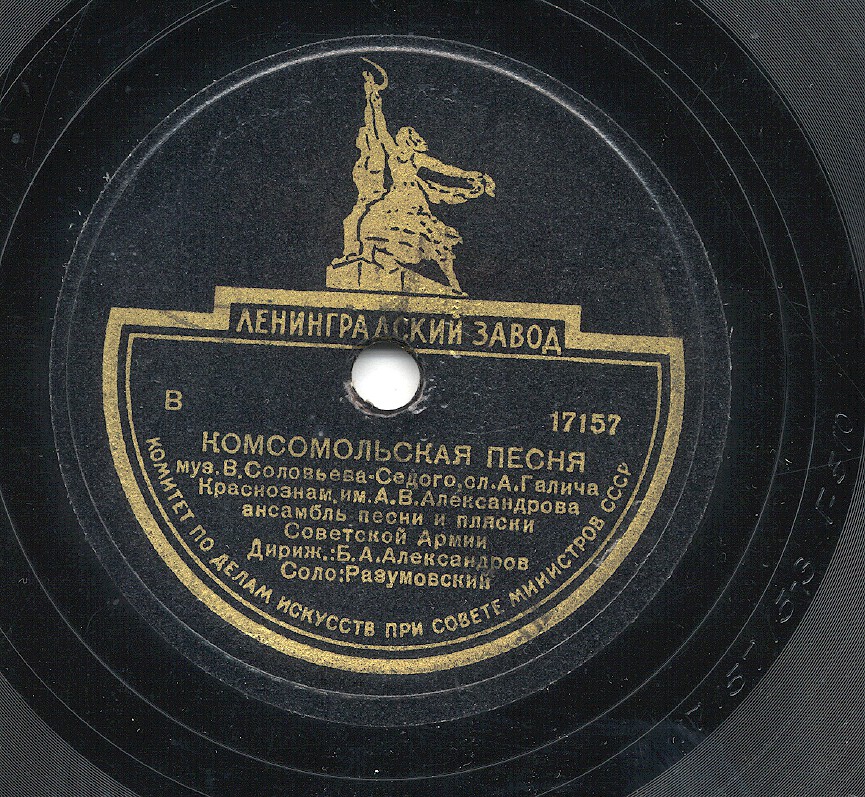 ЛЕНИНГРАДСКИЙ ЗАВОД
В
17157
КОМСОМОЛЬСКАЯ ПЕСНЯ
муз. В. Соловьева-Седого, сл. А. Галича
Краснознам. им. А. В. Александрова
ансамбль песни и пляски
Советской Армии
Дириж.: Б. А. Александров
Соло: Разумовский
КОМИТЕТ ПО ДЕЛАМ ИСКУССТВ ПРИ СОВЕТЕ МИНИСТРОВ СССР